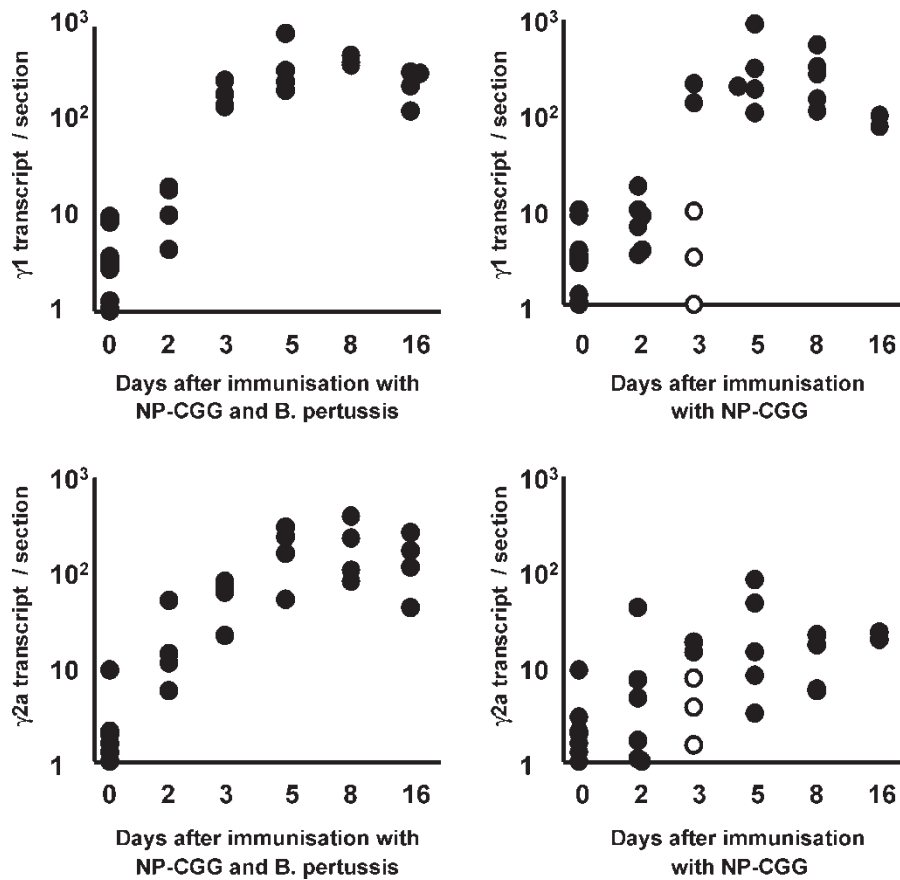 γ1 transcript / section
10³
10²
10
1
0 2 3 5 8 16
Days after immunisation with
NP-CGG and B. pertussis
γ1 transcript / section
10³
10²
10
1
0 2 3 5 8 16
Days after immunisation
with NP-CGG
γ2a transcript / section
10³
10²
10
1
0 2 3 5 8 16
Days after immunisation with
NP-CGG and B. pertussis
γ2a transcript / section
10³
10²
10
1
0 2 3 5 8 16
Days after immunisation
with NP-CGG